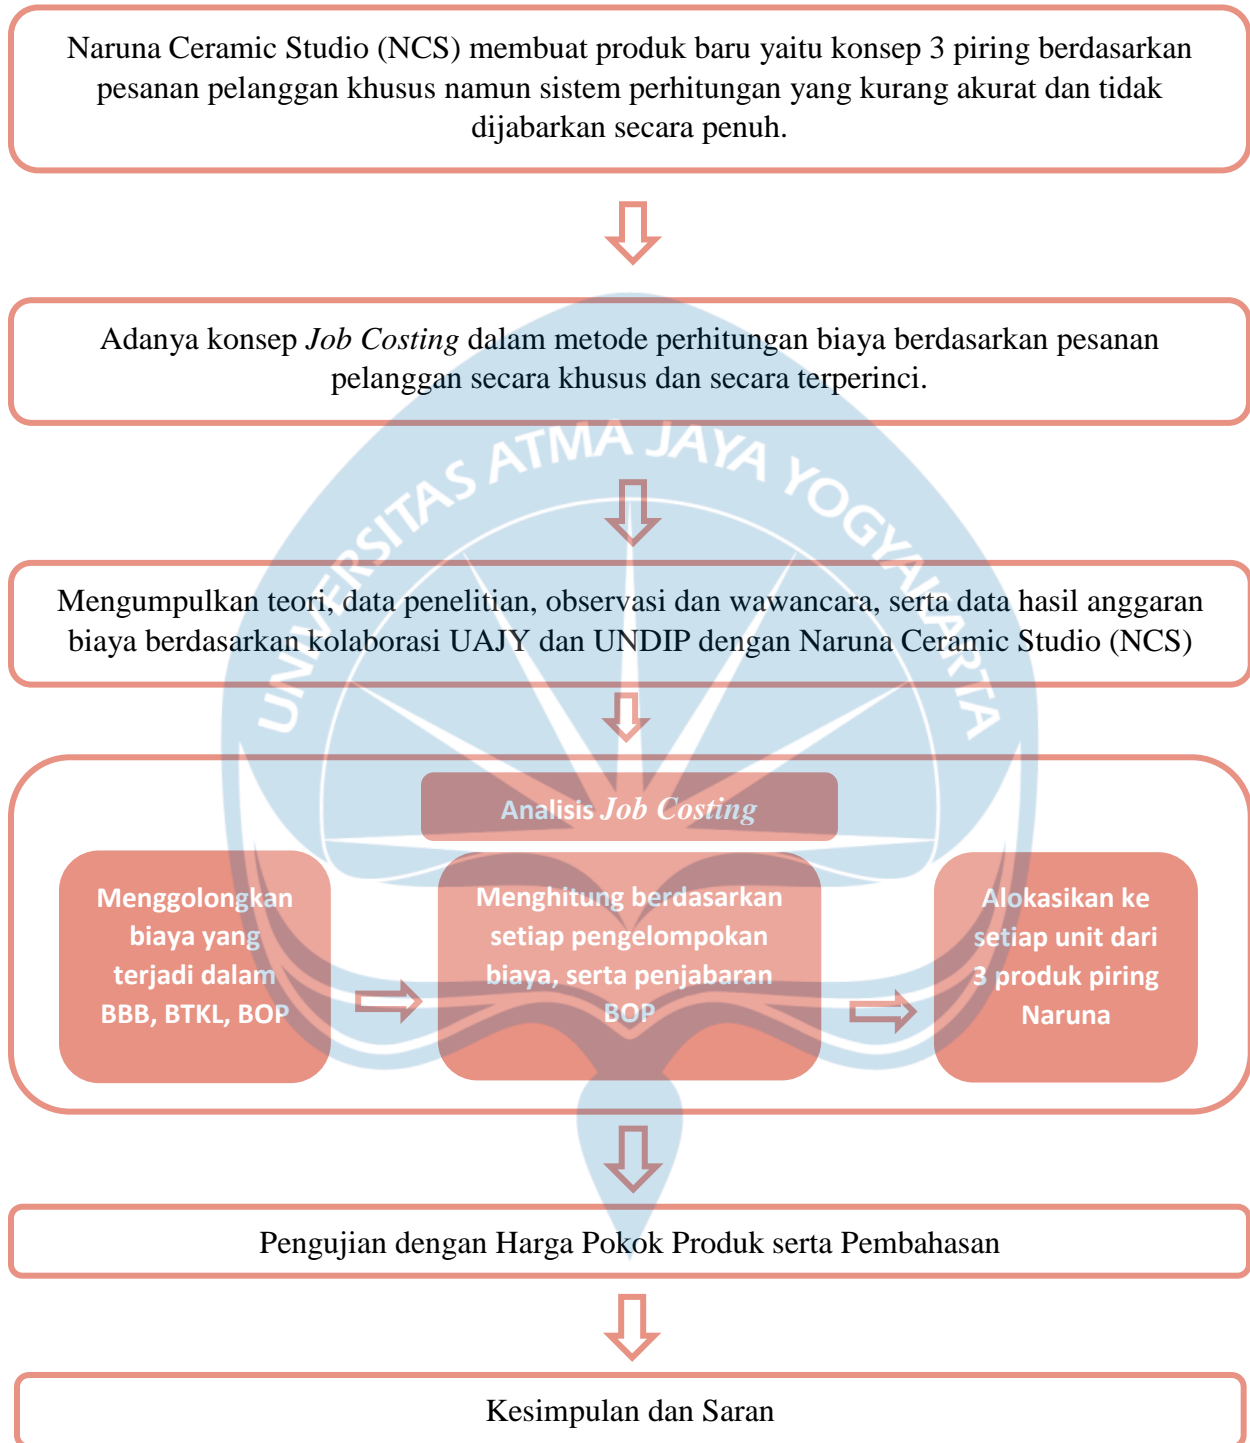 Naruna Ceramic Studio (NCS) membuat produk baru yaitu konsep 3 piring berdasarkan
pesanan pelanggan khusus namun sistem perhitungan yang kurang akurat dan tidak
dijabarkan secara penuh.
Adanya konsep Job Costing dalam metode perhitungan biaya berdasarkan pesanan
pelanggan secara khusus dan secara terperinci.
UNIVERSITAS ATMA JAYA YOGYAKARTA
Mengumpulkan teori, data penelitian, observasi dan wawancara, serta data hasil anggaran
biaya berdasarkan kolaborasi UAJY dan UNDIP dengan Naruna Ceramic Studio (NCS)
Analisis Job Costing
Menggolongkan
biaya yang
terjadi dalam
BBB, BTKL, BOP
Menghitung berdasarkan
setiap pengelompokan
biaya, serta penjabaran
BOP
Alokasikan ke
setiap unit dari
3 produk piring
Naruna
Pengujian dengan Harga Pokok Produk serta Pembahasan
Kesimpulan dan Saran